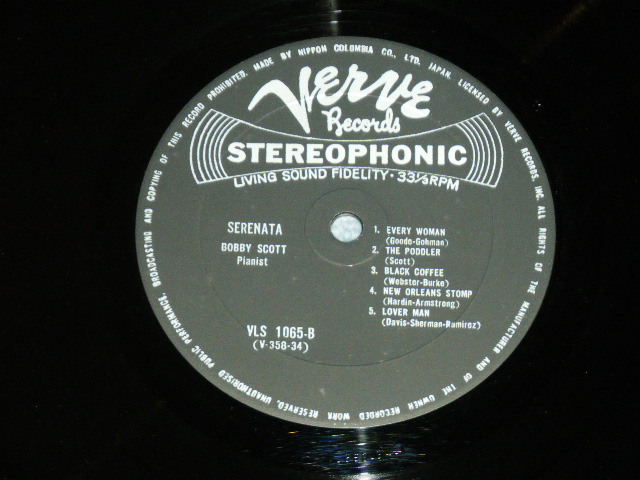 BROADCASTING AND COPYING OF THIS RECORD PROHIBITED. MADE BY NIPPON COLUMBIA CO., LTD. JAPAN. LICENSED BY VERVE RECORDS, INC. ALL RIGHTS OF THE MANUFACTURER AND OF THE OWNER RECORDED WORK RESERVED. UNAUTHORISED PUBLIC PERFORMANCE,
Verve
Records
STEREOPHONIC
LIVING SOUND FIDELITY · 33⅓RPM
SERENATA
BOBBY SCOTT
Pianist
1. EVERY WOMAN
(Goode-Gohman)
2. THE PODDLER
(Scott)
3. BLACK COFFEE
(Webster-Burke)
4. NEW ORLEANS STOMP
(Hardin-Armstrong)
5. LOVER MAN
(Davis-Sherman-Ramirez)
VLS 1065-B
(V-358-34)